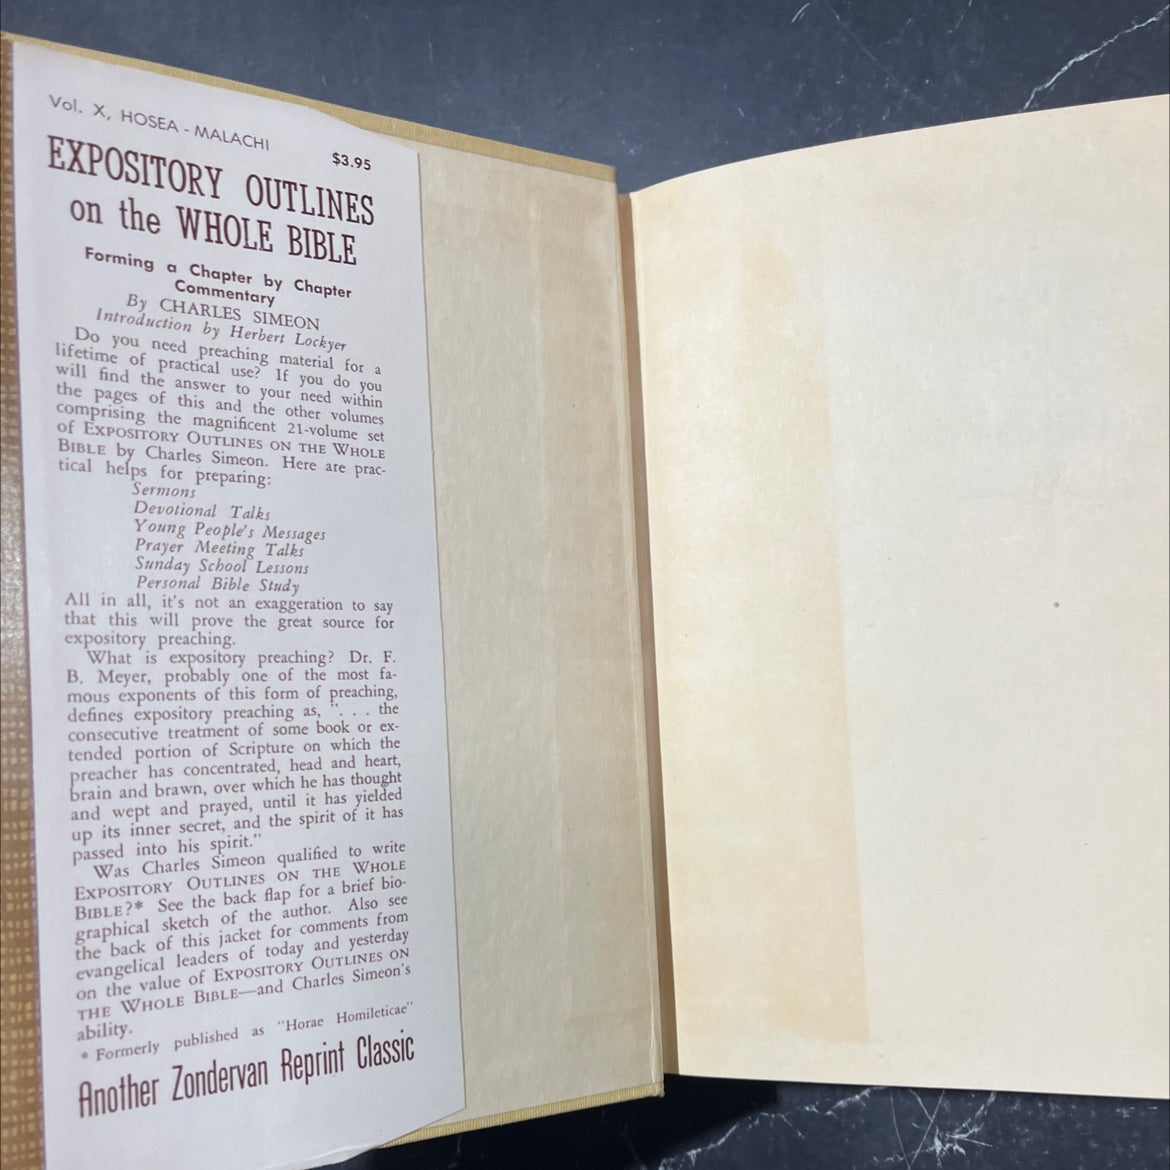 Vol. X, HOSEA - MALACHI
$3.95
EXPOSITORY OUTLINES
on the WHOLE BIBLE
Forming a Chapter by Chapter
Commentary
By CHARLES SIMEON
Introduction by Herbert Lockyer
Do you need preaching material for a
lifetime of practical use? If you do you
will find the answer to your need within
the pages of this and the other volumes
comprising the magnificent 21-volume set
of EXPOSITORY OUTLINES ON THE WHOLE
BIBLE by Charles Simeon. Here are prac-
tical helps for preparing:
Sermons
Devotional Talks
Young People's Messages
Prayer Meeting Talks
Sunday School Lessons
Personal Bible Study
All in all, it's not an exaggeration to say
that this will prove the great source for
expository preaching.
What is expository preaching? Dr. F.
B. Meyer, probably one of the most fa-
mous exponents of this form of preaching,
defines expository preaching as, ". . . the
consecutive treatment of some book or ex-
tended portion of Scripture on which the
preacher has concentrated, head and heart,
brain and brawn, over which he has thought
and wept and prayed, until it has yielded
up its inner secret, and the spirit of it has
passed into his spirit."
Was Charles Simeon qualified to write
EXPOSITORY OUTLINES ON THE WHOLE
BIBLE?* See the back flap for a brief bio-
graphical sketch of the author. Also see
the back of this jacket for comments from
evangelical leaders of today and yesterday
on the value of EXPOSITORY OUTLINES ON
THE WHOLE BIBLE—and Charles Simeon's
ability.
* Formerly published as "Horae Homileticae"
Another Zondervan Reprint Classic